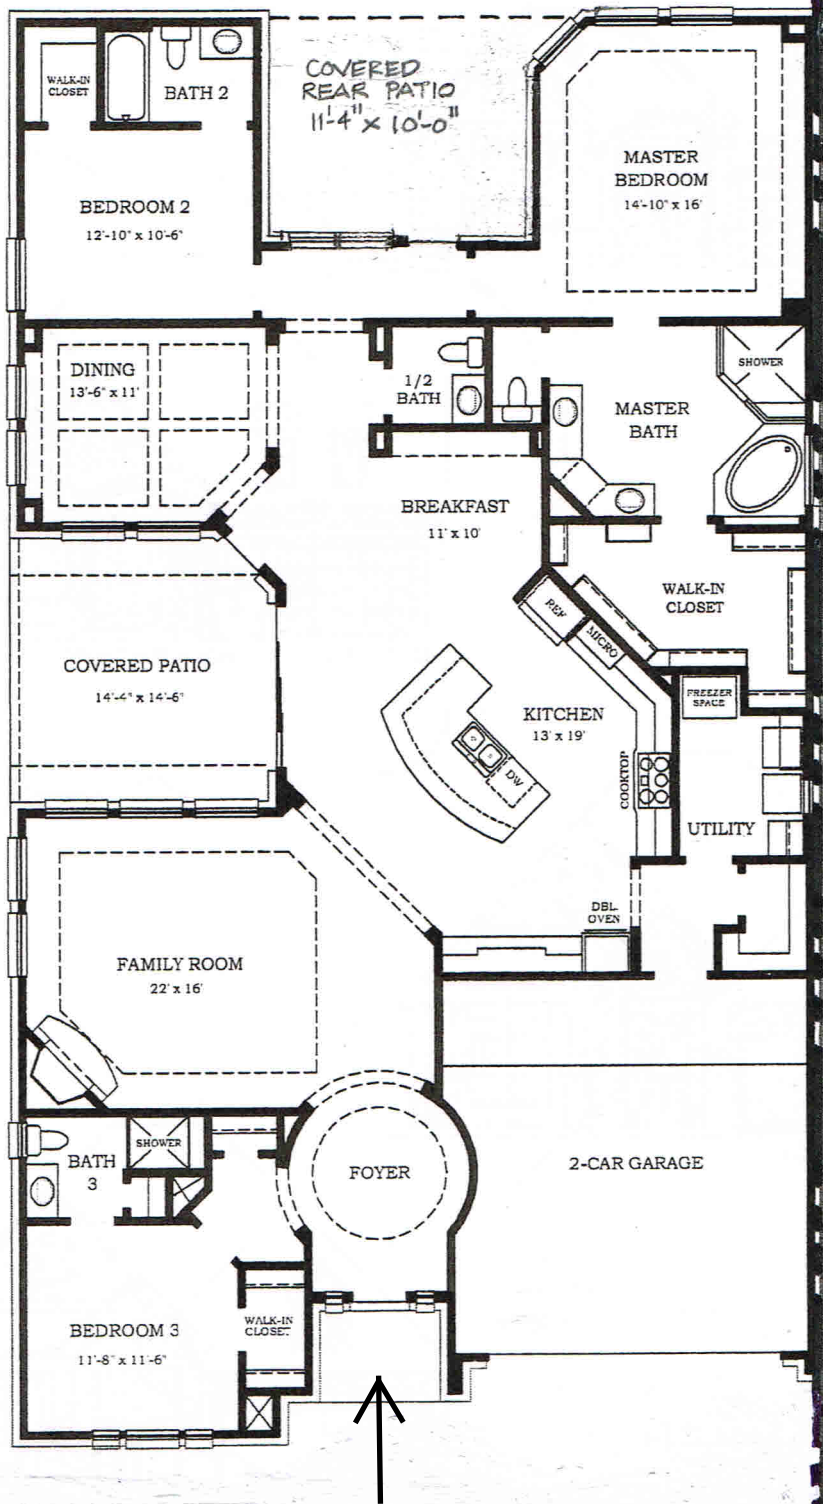 COVERED
REAR PATIO
11'-4" x 10'-0"
WALK-IN
CLOSET
BATH 2
MASTER
BEDROOM
14'-10" x 16'
BEDROOM 2
12'-10" x 10'-6"
DINING
13'-6" x 11'
1/2
BATH
SHOWER
MASTER
BATH
BREAKFAST
11' x 10'
WALK-IN
CLOSET
REF
MICRO
COVERED PATIO
14'-4" x 14'-6"
FREEZER
SPACE
KITCHEN
13' x 19'
DW
COOKTOP
UTILITY
DBL
OVEN
FAMILY ROOM
22' x 16'
SHOWER
BATH
3
FOYER
2-CAR GARAGE
BEDROOM 3
11'-8" x 11'-6"
WALK-IN
CLOSET